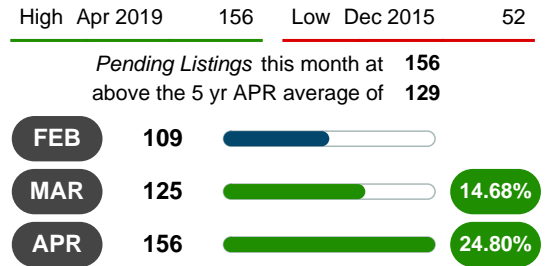 High Apr 2019 156 Low Dec 2015 52
Pending Listings this month at 156
above the 5 yr APR average of 129
FEB 109
MAR 125 14.68%
APR 156 24.80%